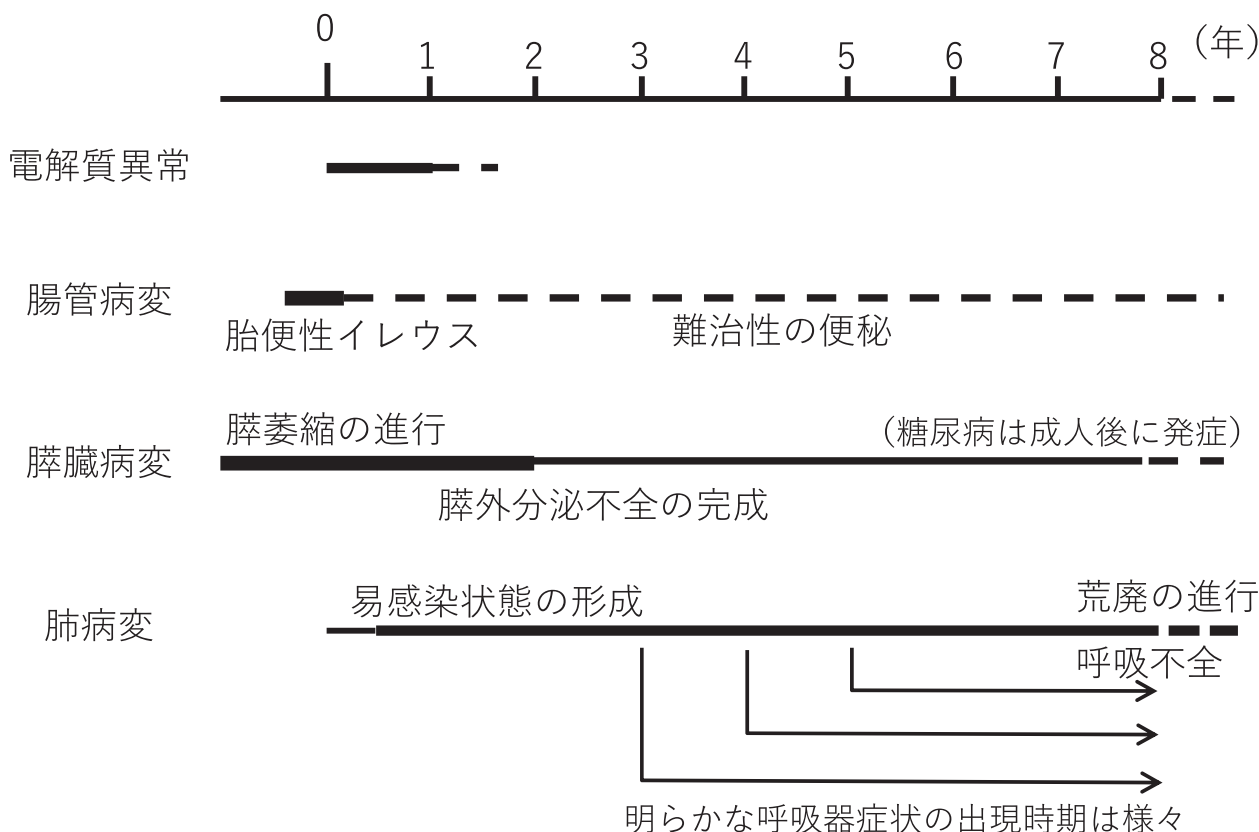 0 1 2 3 4 5 6 7 8 (年)
電解質異常
腸管病変
胎便性イレウス 難治性の便秘
膵萎縮の進行 (糖尿病は成人後に発症)
膵臓病変
膵外分泌不全の完成
易感染状態の形成 荒廃の進行
肺病変
呼吸不全
明らかな呼吸器症状の出現時期は様々